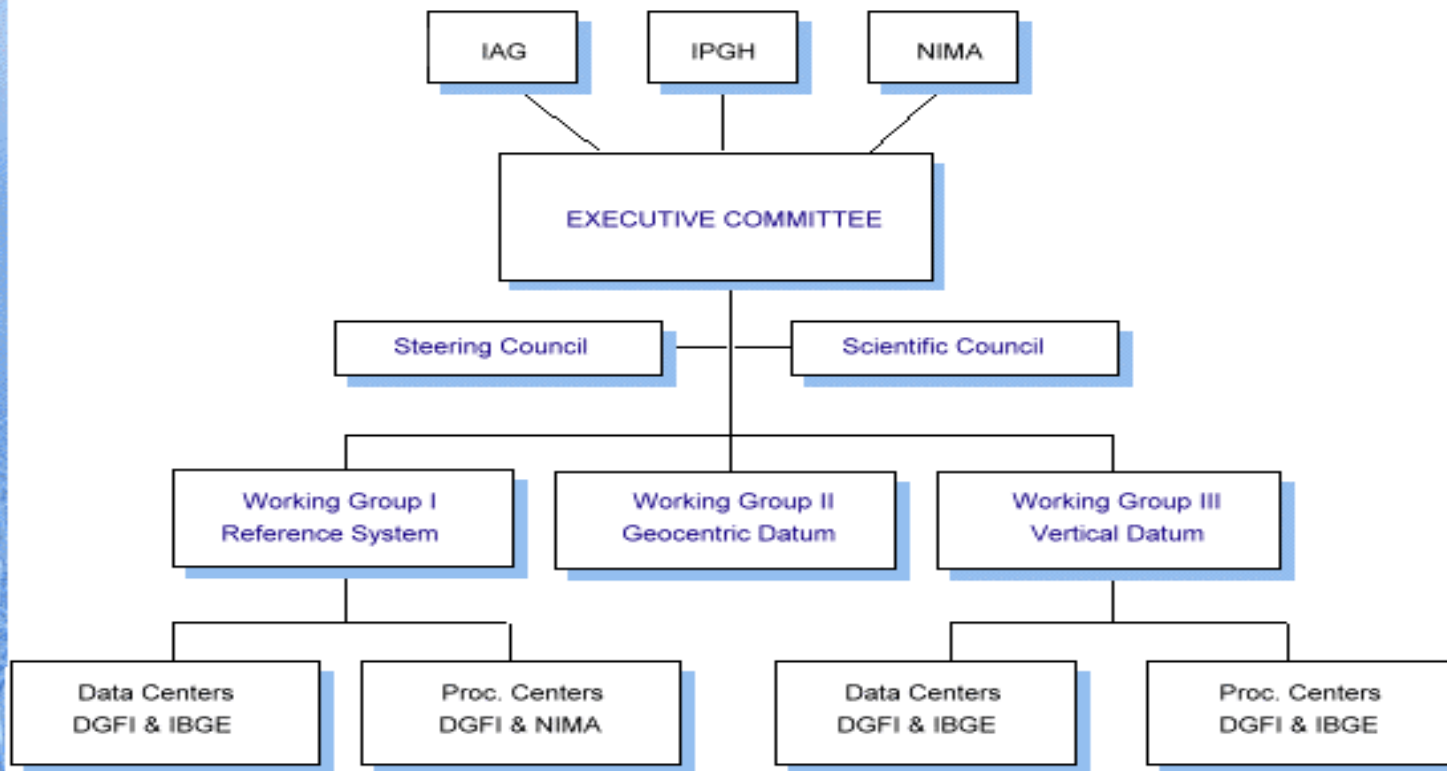 IAG
IPGH
NIMA
EXECUTIVE COMMITTEE
Steering Council
Scientific Council
Working Group I
Reference System
Working Group II
Geocentric Datum
Working Group III
Vertical Datum
Data Centers
DGFI & IBGE
Proc. Centers
DGFI & NIMA
Data Centers
DGFI & IBGE
Proc. Centers
DGFI & IBGE